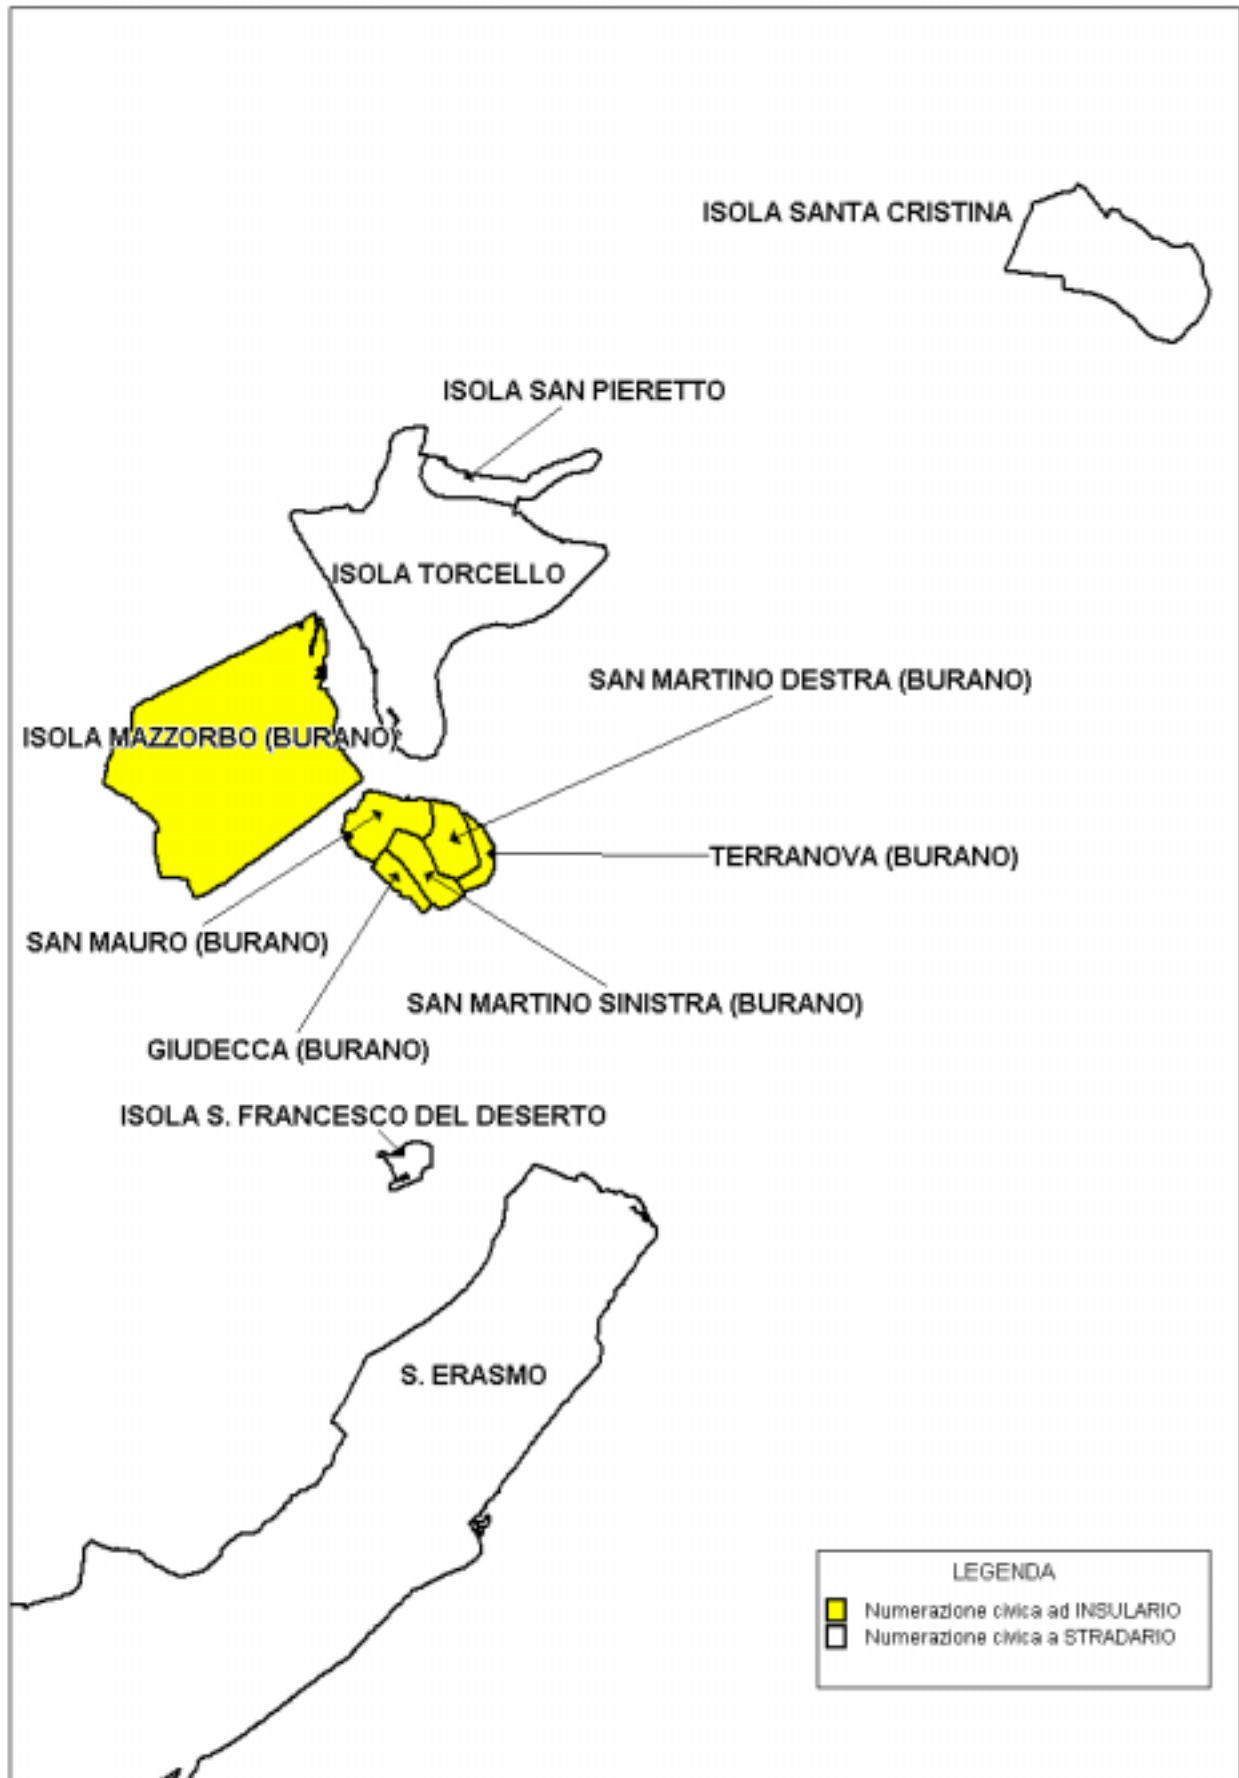 ISOLA SANTA CRISTINA
ISOLA SAN PIERETTO
ISOLA TORCELLO
SAN MARTINO DESTRA (BURANO)
ISOLA MAZZORBO (BURANO)
TERRANOVA (BURANO)
SAN MAURO (BURANO)
SAN MARTINO SINISTRA (BURANO)
GIUDECCA (BURANO)
ISOLA S. FRANCESCO DEL DESERTO
S. ERASMO
LEGENDA
Numerazione civica ad INSULARIO
Numerazione civica a STRADARIO